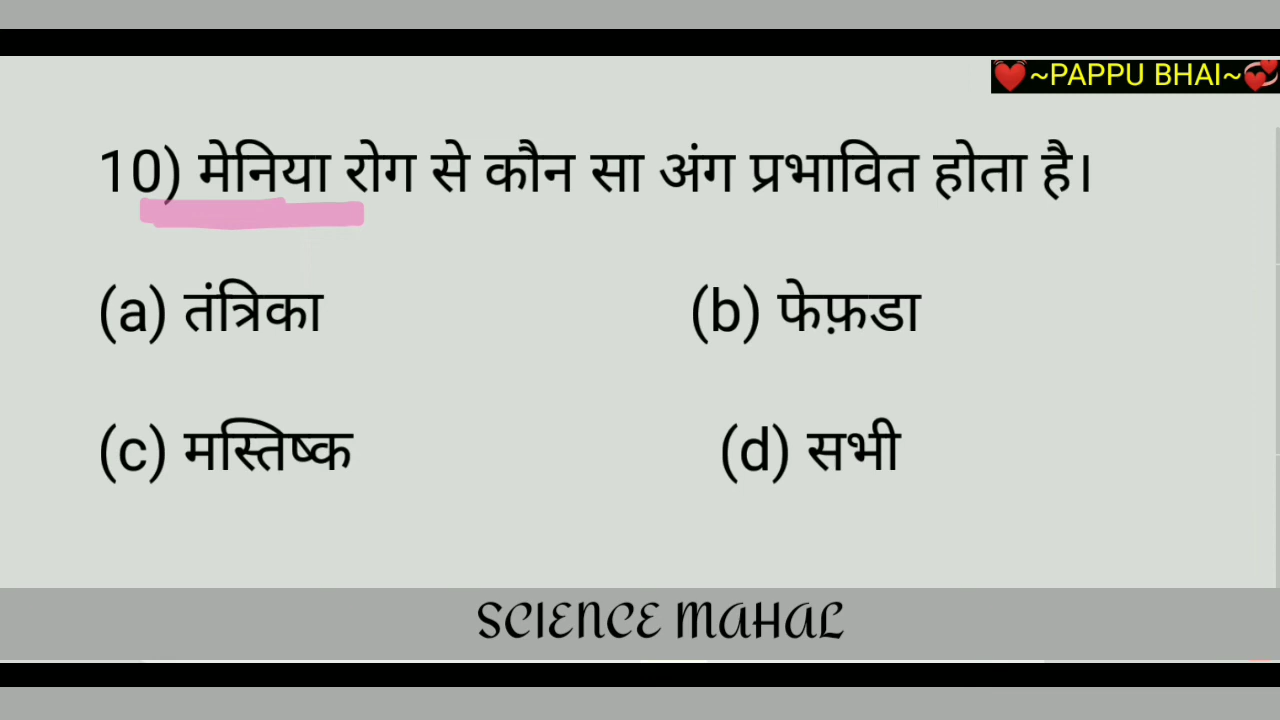 ❤️~PAPPU BHAI~💞
10) मेनिया रोग से कौन सा अंग प्रभावित होता है।
(a) तंत्रिका (b) फेफ़डा
(c) मस्तिष्क (d) सभी
SCIENCE MAHAL